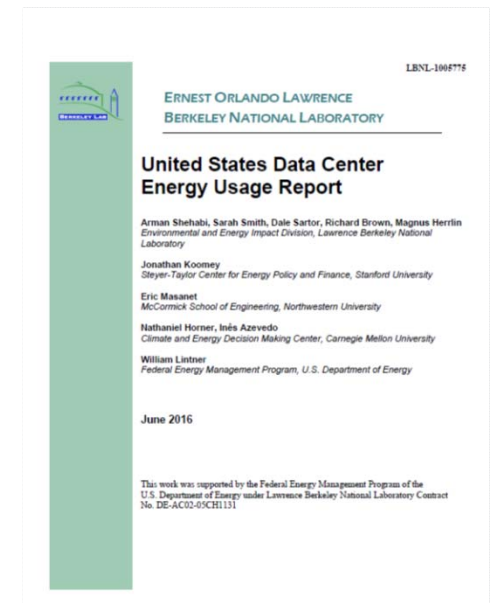 LBNL-1005775
BERKELEY LAB
ERNEST ORLANDO LAWRENCE
BERKELEY NATIONAL LABORATORY
United States Data Center
Energy Usage Report
Arman Shehabi, Sarah Smith, Dale Sartor, Richard Brown, Magnus Herrlin
Environmental and Energy Impact Division, Lawrence Berkeley National
Laboratory
Jonathan Koomey
Steyer-Taylor Center for Energy Policy and Finance, Stanford University
Eric Masanet
McCormick School of Engineering, Northwestern University
Nathaniel Horner, Inês Azevedo
Climate and Energy Decision Making Center, Carnegie Mellon University
William Lintner
Federal Energy Management Program, U.S. Department of Energy
June 2016
This work was supported by the Federal Energy Management Program of the
U.S. Department of Energy under Lawrence Berkeley National Laboratory Contract
No. DE-AC02-05CH1131